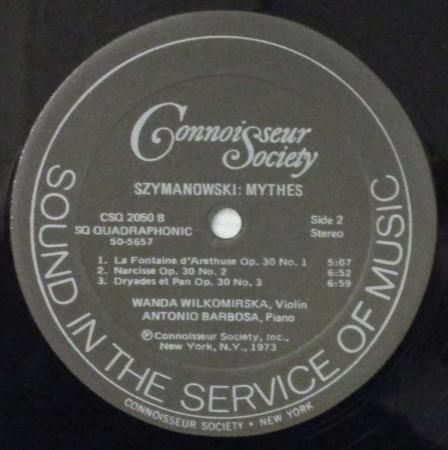 Connoisseur
Society
SZYMANOWSKI: MYTHES
CSQ 2050 B
SQ QUADRAPHONIC
50-5657
Side 2
Stereo
1. La Fontaine d'Arethuse Op. 30 No. 1 5:07
2. Narcisse Op. 30 No. 2 6:52
3. Dryades et Pan Op. 30 No. 3 6:59
WANDA WILKOMIRSKA, Violin
ANTONIO BARBOSA, Piano
Ⓟ Connoisseur Society, Inc.,
New York, N.Y., 1973
SOUND IN THE SERVICE OF MUSIC
CONNOISSEUR SOCIETY • NEW YORK